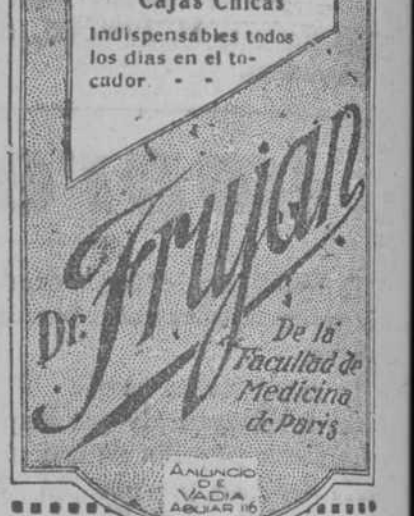 Cajas Chicas
Indispensables todos
los dias en el to-
cador - -
Dr. Frujan
De la
Facultad de
Medicina
de Paris
ANUNCIO
DE
VADIA
AGUIAR 116